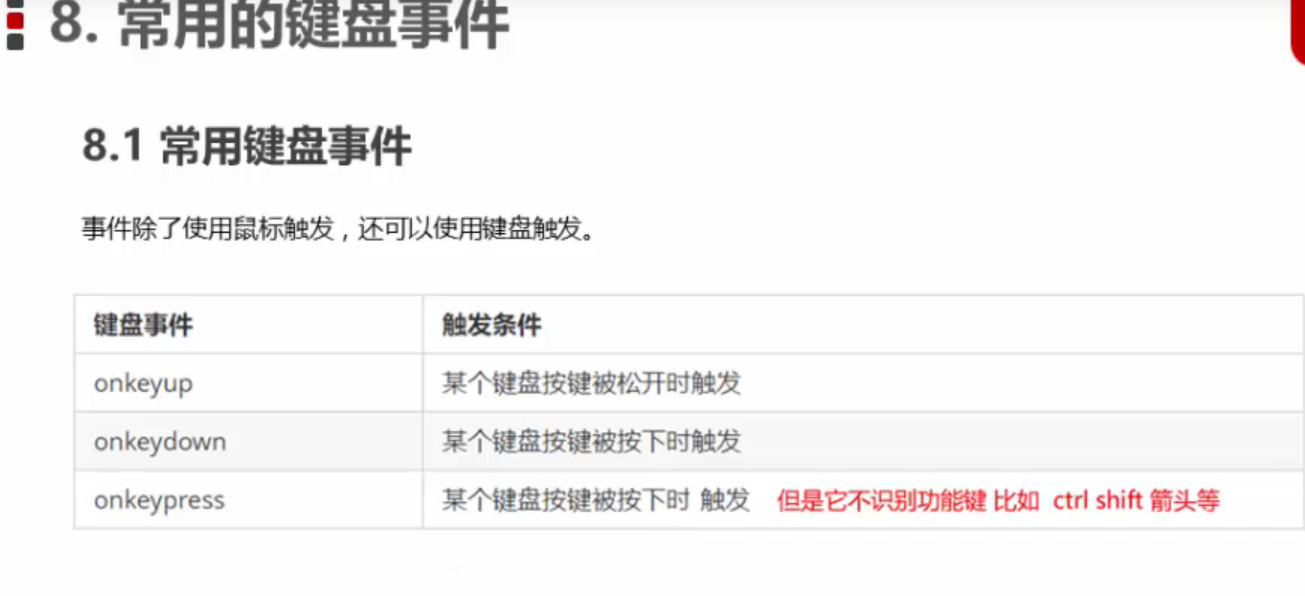 8. 常用的键盘事件
8.1 常用键盘事件
事件除了使用鼠标触发，还可以使用键盘触发。
键盘事件 触发条件
onkeyup 某个键盘按键被松开时触发
onkeydown 某个键盘按键被按下时触发
onkeypress 某个键盘按键被按下时 触发 但是它不识别功能键 比如 ctrl shift 箭头等